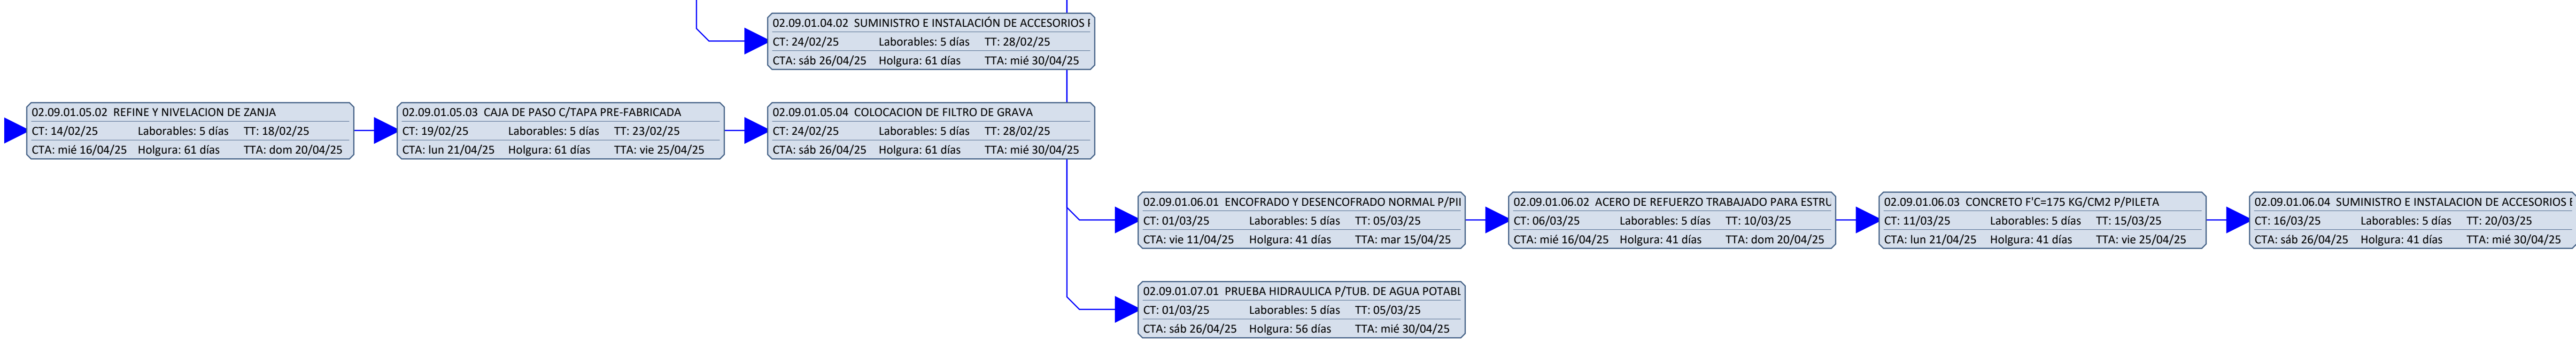 02.09.01.04.02 SUMINISTRO E INSTALACIÓN DE ACCESORIOS
CT: 24/02/25 Laborables: 5 días TT: 28/02/25
CTA: sáb 26/04/25 Holgura: 61 días TTA: mié 30/04/25
02.09.01.05.02 REFINE Y NIVELACION DE ZANJA
CT: 14/02/25 Laborables: 5 días TT: 18/02/25
CTA: mié 16/04/25 Holgura: 61 días TTA: dom 20/04/25
02.09.01.05.03 CAJA DE PASO C/TAPA PRE-FABRICADA
CT: 19/02/25 Laborables: 5 días TT: 23/02/25
CTA: lun 21/04/25 Holgura: 61 días TTA: vie 25/04/25
02.09.01.05.04 COLOCACION DE FILTRO DE GRAVA
CT: 24/02/25 Laborables: 5 días TT: 28/02/25
CTA: sáb 26/04/25 Holgura: 61 días TTA: mié 30/04/25
02.09.01.06.01 ENCOFRADO Y DESENCOFRADO NORMAL
CT: 01/03/25 Laborables: 5 días TT: 05/03/25
CTA: vie 11/04/25 Holgura: 41 días TTA: mar 15/04/25
02.09.01.06.02 ACERO DE REFUERZO TRABAJADO PARA ESTRU
CT: 06/03/25 Laborables: 5 días TT: 10/03/25
CTA: mié 16/04/25 Holgura: 41 días TTA: dom 20/04/25
02.09.01.06.03 CONCRETO F'C=175 KG/CM2 P/PILETA
CT: 11/03/25 Laborables: 5 días TT: 15/03/25
CTA: lun 21/04/25 Holgura: 41 días TTA: vie 25/04/25
02.09.01.06.04 SUMINISTRO E INSTALACION DE ACCESORIOS
CT: 16/03/25 Laborables: 5 días TT: 20/03/25
CTA: sáb 26/04/25 Holgura: 41 días TTA: mié 30/04/25
02.09.01.07.01 PRUEBA HIDRAULICA P/TUB. DE AGUA POTABL
CT: 01/03/25 Laborables: 5 días TT: 05/03/25
CTA: sáb 26/04/25 Holgura: 56 días TTA: mié 30/04/25